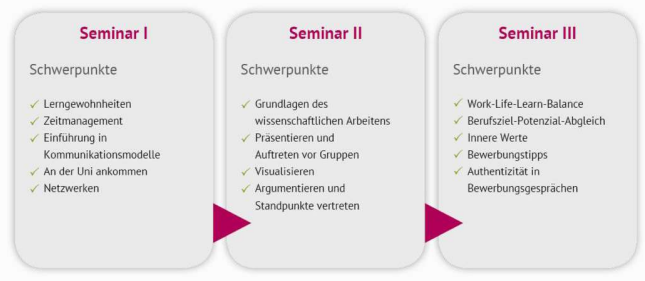 Seminar I
Schwerpunkte
Lerngewohnheiten
Zeitmanagement
Einführung in
Kommunikationsmodelle
An der Uni ankommen
Netzwerken
Seminar II
Schwerpunkte
Grundlagen des
wissenschaftlichen Arbeitens
Präsentieren und
Auftreten vor Gruppen
Visualisieren
Argumentieren und
Standpunkte vertreten
Seminar III
Schwerpunkte
Work-Life-Learn-Balance
Berufsziel-Potenzial-Abgleich
Innere Werte
Bewerbungstipps
Authentizität in
Bewerbungsgesprächen